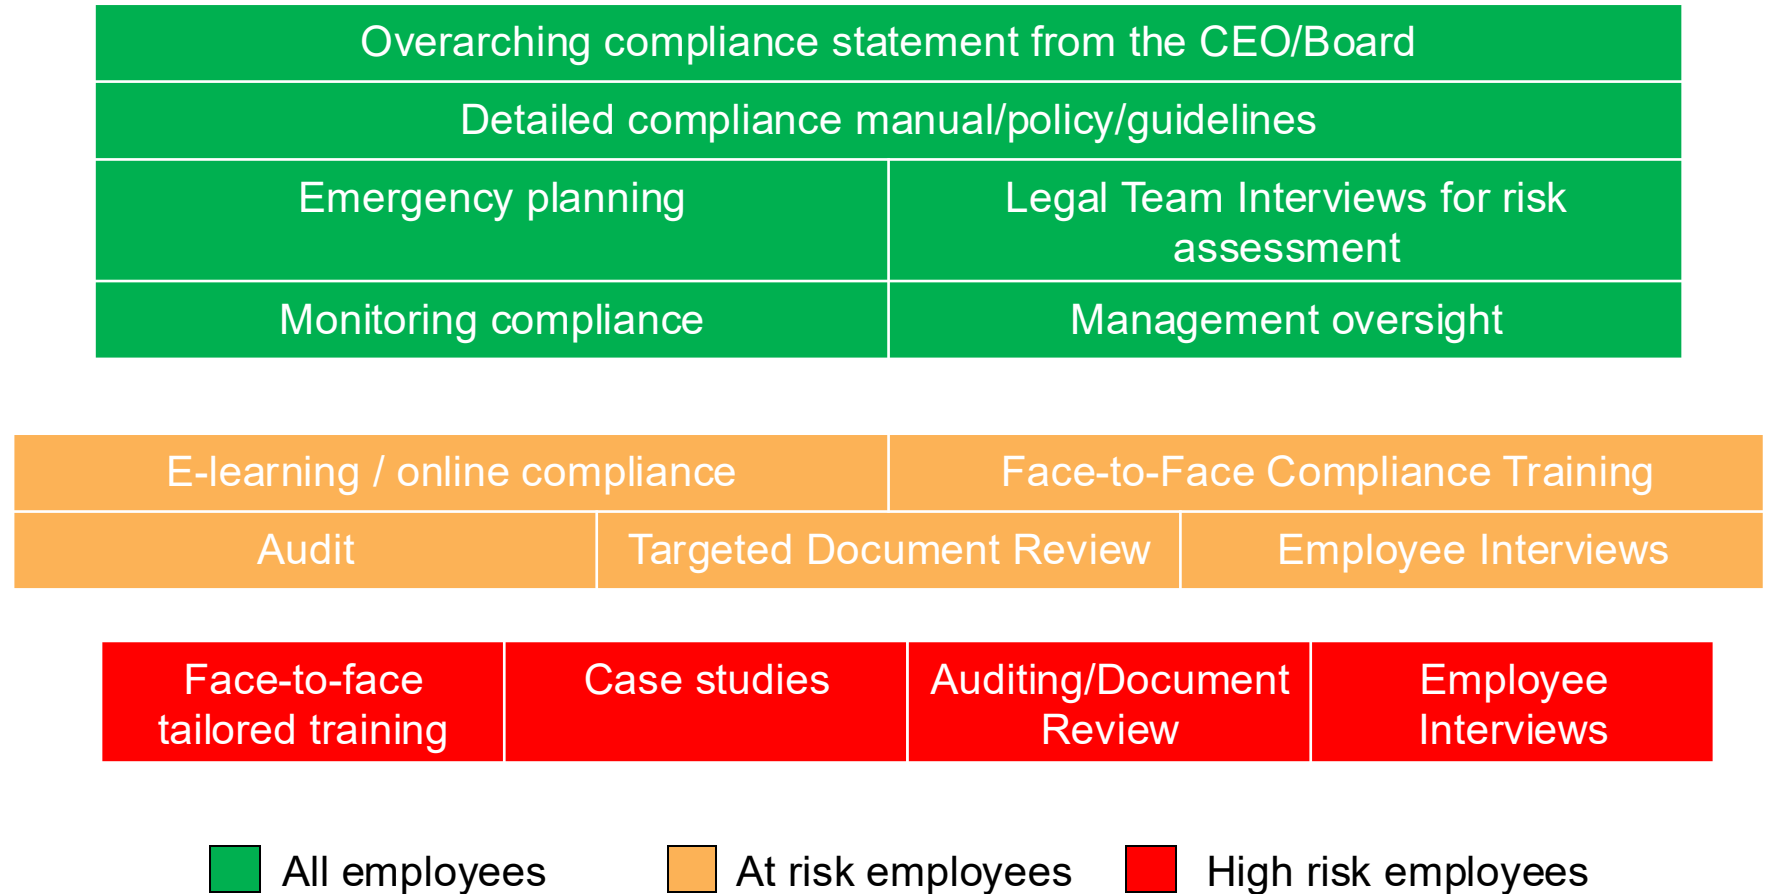 Overarching compliance statement from the CEO/Board
Detailed compliance manual/policy/guidelines
Emergency planning
Legal Team Interviews for risk
assessment
Monitoring compliance
Management oversight
E-learning / online compliance
Face-to-Face Compliance Training
Audit
Targeted Document Review
Employee Interviews
Face-to-face
tailored training
Case studies
Auditing/Document
Review
Employee
Interviews
All employees
At risk employees
High risk employees